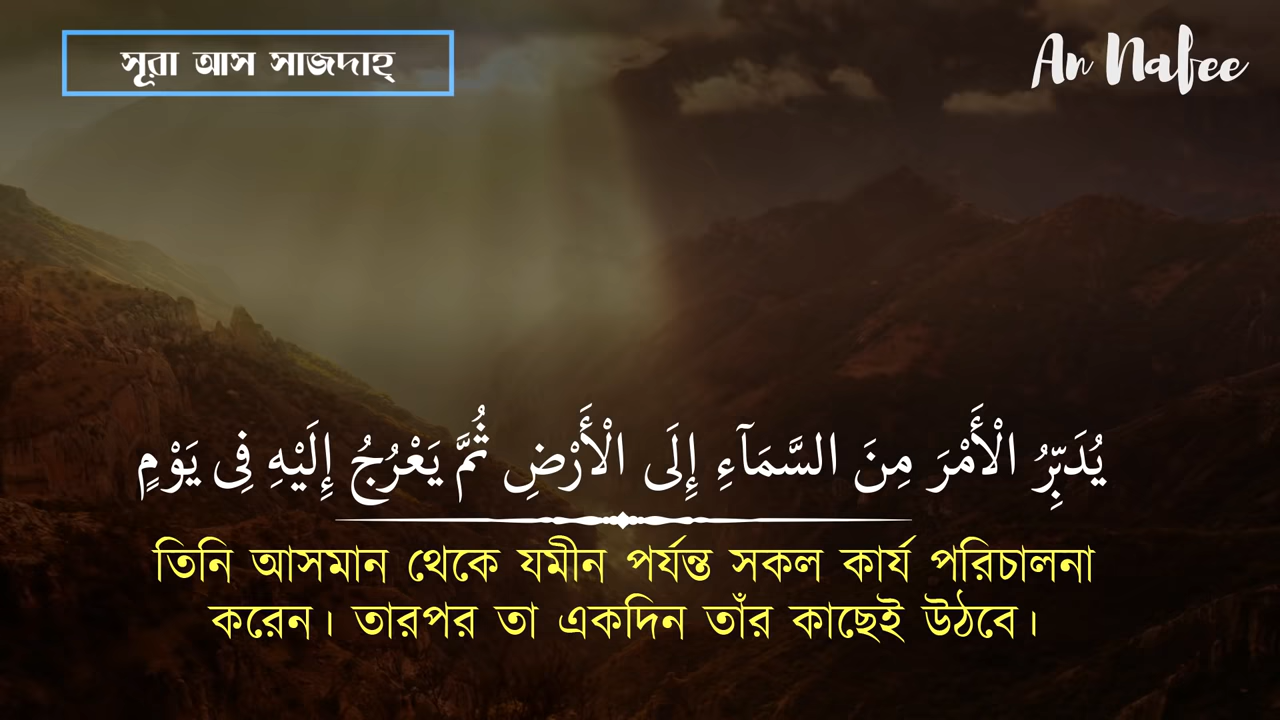 সূরা আস সাজদাহ্
An Nafee
يُدَبِّرُ الْأَمْرَ مِنَ السَّمَآءِ إِلَى الْأَرْضِ ثُمَّ يَعْرُجُ إِلَيْهِ فِى يَوْمٍ
তিনি আসমান থেকে যমীন পর্যন্ত সকল কার্য পরিচালনা
করেন। তারপর তা একদিন তাঁর কাছেই উঠবে।